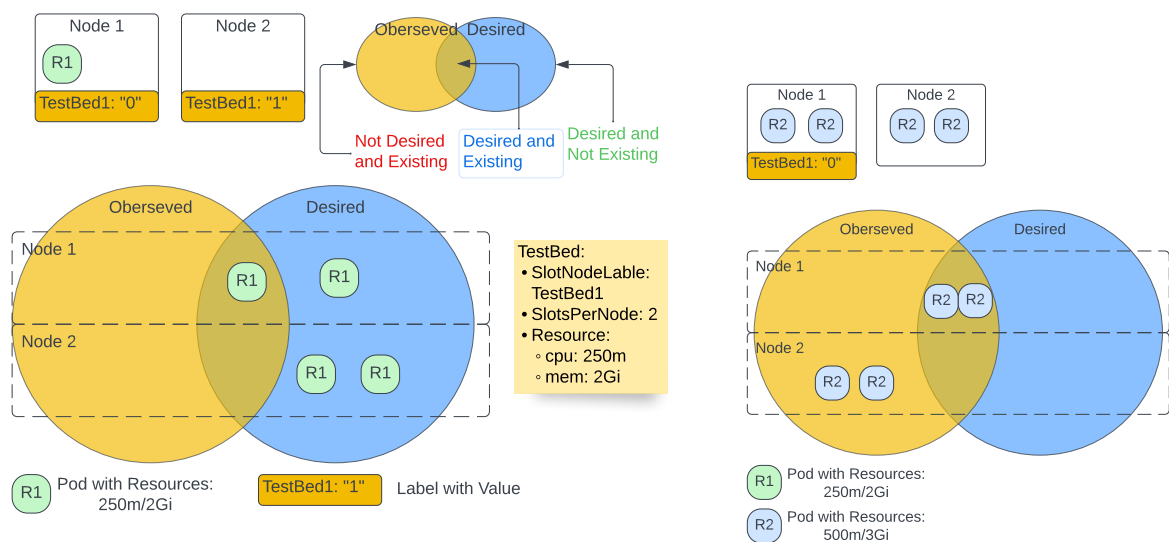 Node 1
R1
TestBed1: "0"
Node 2
TestBed1: "1"
Oberseved
Desired
Not Desired
and Existing
Desired and
Existing
Desired and
Not Existing
Oberseved
Desired
Node 1
R1
R1
Node 2
R1
R1
R1
Pod with Resources:
250m/2Gi
TestBed1: "1"
Label with Value
TestBed:
• SlotNodeLable:
TestBed1
• SlotsPerNode: 2
• Resource:
◦ cpu: 250m
◦ mem: 2Gi
Node 1
R2
R2
TestBed1: "0"
Node 2
R2
R2
Oberseved
Desired
Node 1
R2
R2
Node 2
R2
R2
R1
Pod with Resources:
250m/2Gi
R2
Pod with Resources:
500m/3Gi